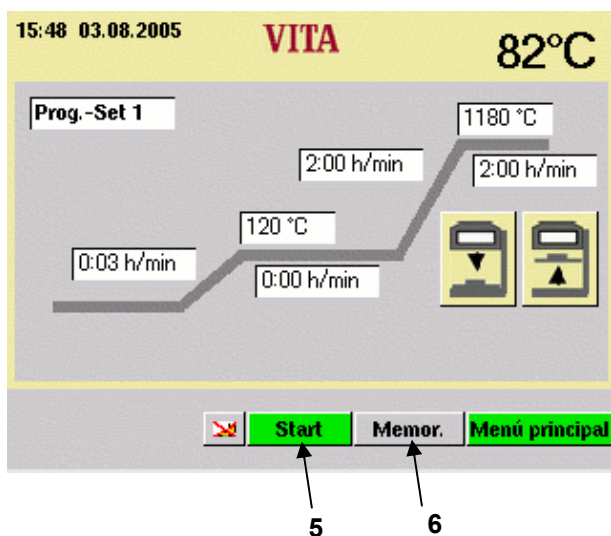 15:48 03.08.2005
VITA
82°C
Prog.-Set 1
1180 °C
2:00 h/min
2:00 h/min
120 °C
0:03 h/min
0:00 h/min
Start
Memor.
Menú principal
5
6